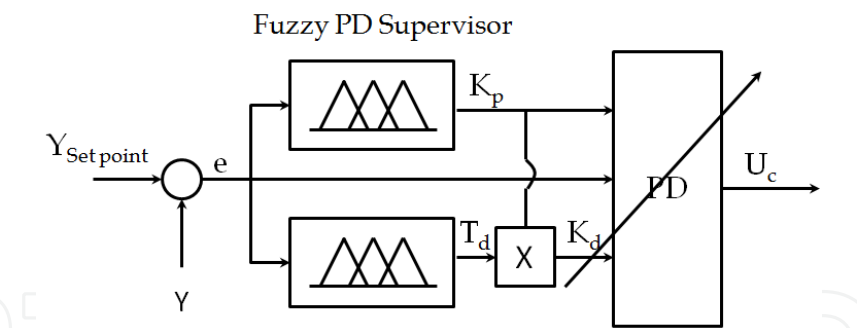 Fuzzy PD Supervisor
K_p
Y_Set point
e
PD
U_c
T_d
X
K_d
Y